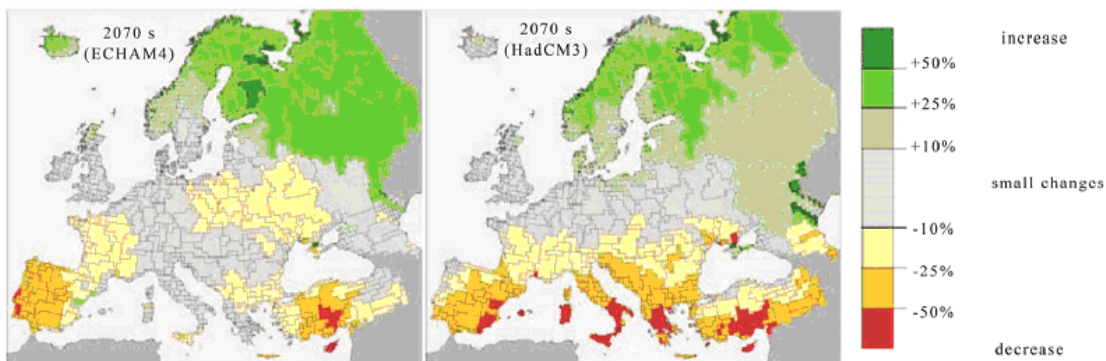 2070 s
(ECHAM4)
2070 s
(HadCM3)
increase
+50%
+25%
+10%
small changes
-10%
-25%
-50%
decrease